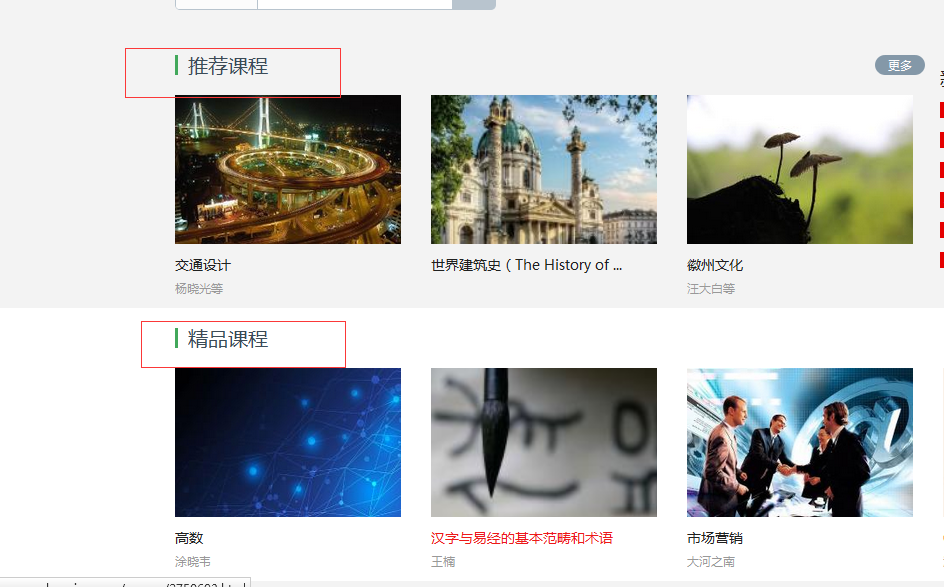 推荐课程
更多
交通设计
世界建筑史（The History of ...
徽州文化
杨晓光等
汪大白等
精品课程
高数
汉字与易经的基本范畴和术语
市场营销
涂晓韦
王楠
大河之南